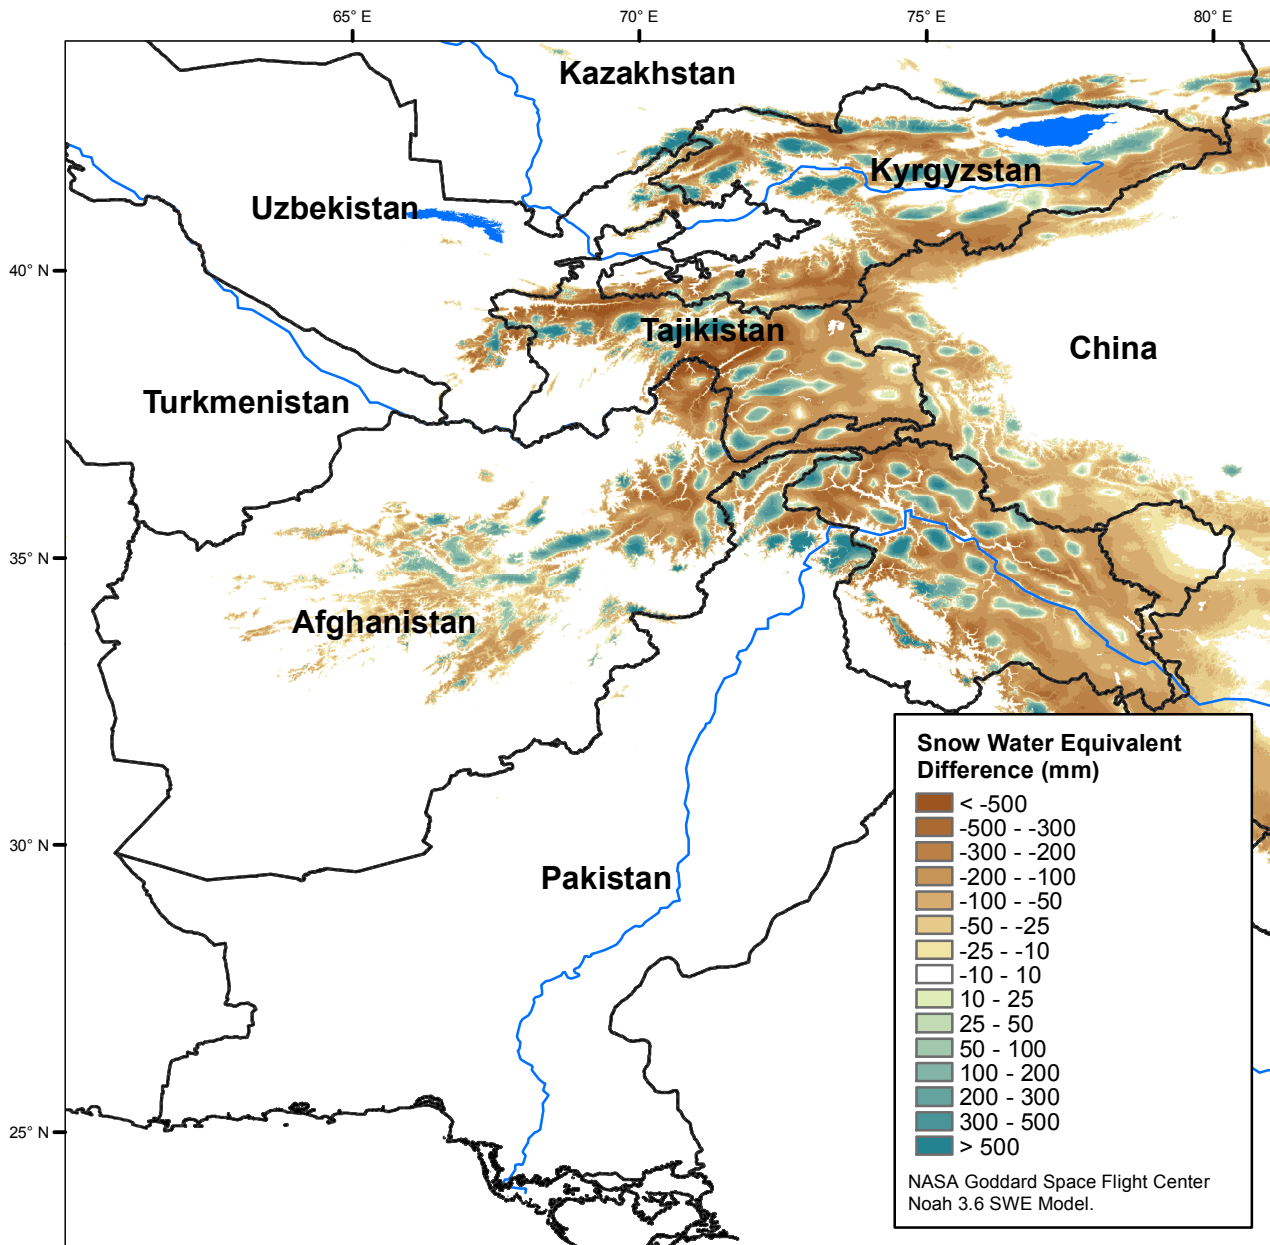 65° E
70° E
75° E
80° E
Kazakhstan
Kyrgyzstan
Uzbekistan
40° N
Tajikistan
China
Turkmenistan
35° N
Afghanistan
30° N
Pakistan
25° N
Snow Water Equivalent
Difference (mm)
< -500
-500 - -300
-300 - -200
-200 - -100
-100 - -50
-50 - -25
-25 - -10
-10 - 10
10 - 25
25 - 50
50 - 100
100 - 200
200 - 300
300 - 500
> 500
NASA Goddard Space Flight Center
Noah 3.6 SWE Model.